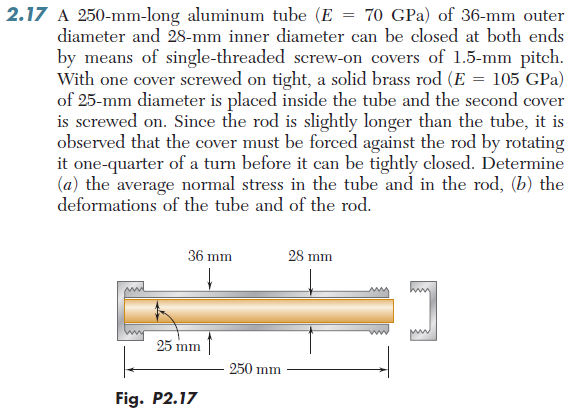 2.17 A 250-mm-long aluminum tube (E = 70 GPa) of 36-mm outer
diameter and 28-mm inner diameter can be closed at both ends
by means of single-threaded screw-on covers of 1.5-mm pitch.
With one cover screwed on tight, a solid brass rod (E = 105 GPa)
of 25-mm diameter is placed inside the tube and the second cover
is screwed on. Since the rod is slightly longer than the tube, it is
observed that the cover must be forced against the rod by rotating
it one-quarter of a turn before it can be tightly closed. Determine
(a) the average normal stress in the tube and in the rod, (b) the
deformations of the tube and of the rod.
36 mm
28 mm
25 mm
250 mm
Fig. P2.17